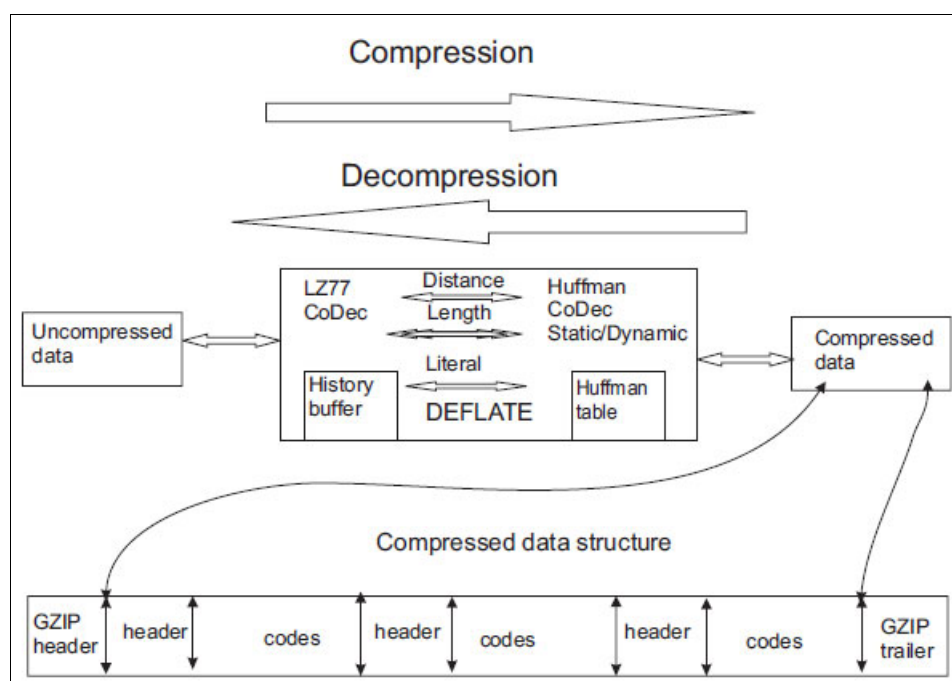 Compression
Decompression
LZ77
CoDec
Distance
Length
Literal
Huffman
CoDec
Static/Dynamic
Uncompressed
data
History
buffer
DEFLATE
Huffman
table
Compressed
data
Compressed data structure
GZIP
header
header
codes
header
codes
header
codes
GZIP
trailer